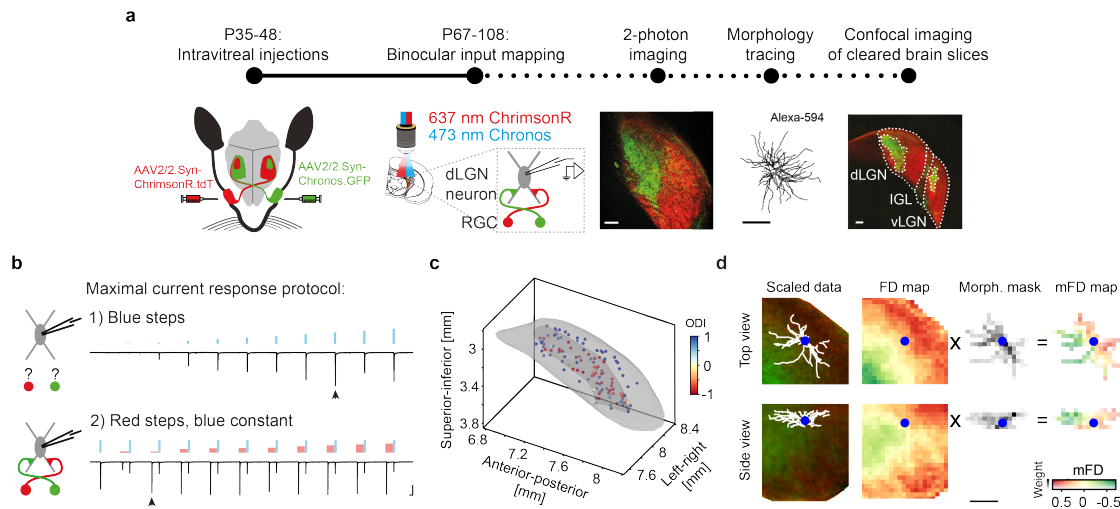 a
P35-48:
Intravitreal injections
P67-108:
Binocular input mapping
2-photon
imaging
Morphology
tracing
Confocal imaging
of cleared brain slices
AAV2/2.Syn-
ChrimsonR.tdT
AAV2/2.Syn-
Chronos.GFP
637 nm ChrimsonR
473 nm Chronos
dLGN
neuron
RGC
Alexa-594
dLGN
IGL
vLGN
b
Maximal current response protocol:
1) Blue steps
? ?
2) Red steps, blue constant
c
Superior-inferior [mm]
3
3.4
3.8
6.8
7.2
7.6
8
Anterior-posterior
[mm]
7.6
8
8.4
Left-right
[mm]
ODI
1
0
-1
d
Scaled data
FD map
Morph. mask
mFD map
Top view
x
=
Side view
x
=
mFD
Weight
0.5 0 -0.5